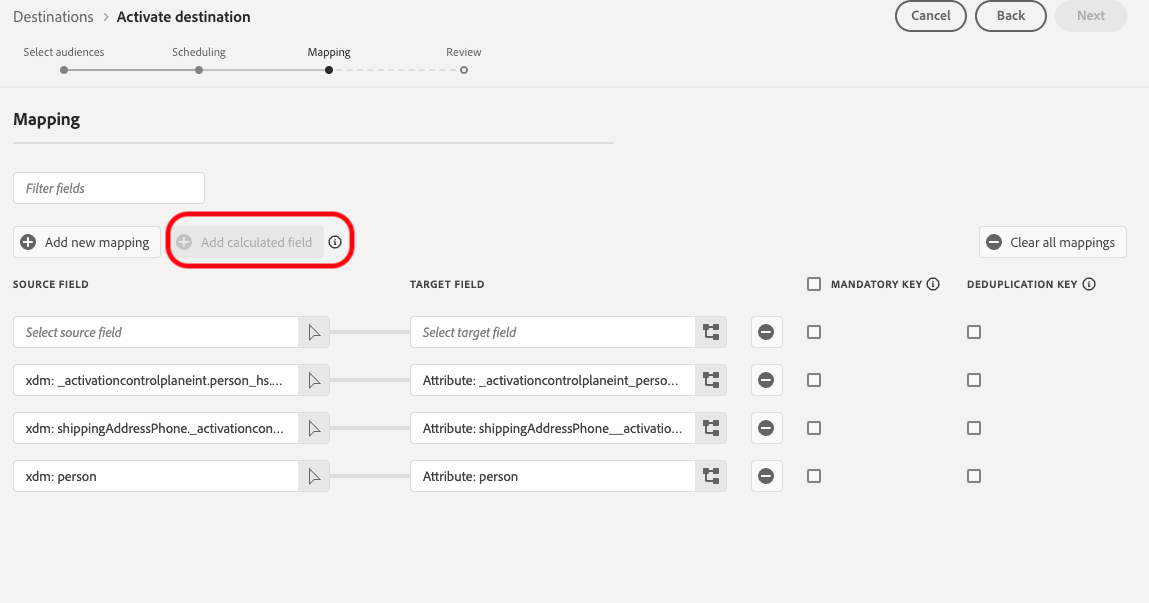 Destinations > Activate destination
Cancel
Back
Next
Select audiences
Scheduling
Mapping
Review
Mapping
Filter fields
Add new mapping
Add calculated field
Clear all mappings
SOURCE FIELD
TARGET FIELD
MANDATORY KEY
DEDUPLICATION KEY
Select source field
Select target field
xdm: _activationcontrolplaneint.person_hs....
Attribute: _activationcontrolplaneint_perso...
xdm: shippingAddressPhone._activationcon...
Attribute: shippingAddressPhone__activatio...
xdm: person
Attribute: person